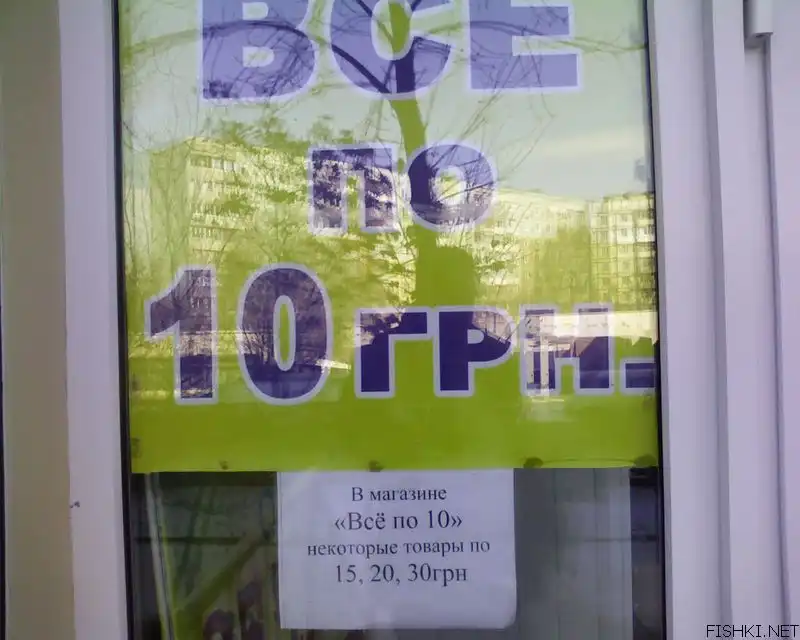 ВСЕ
по
10 грн.
В магазине
«Всё по 10»
некоторые товары по
15, 20, 30грн
FISHKI.NET